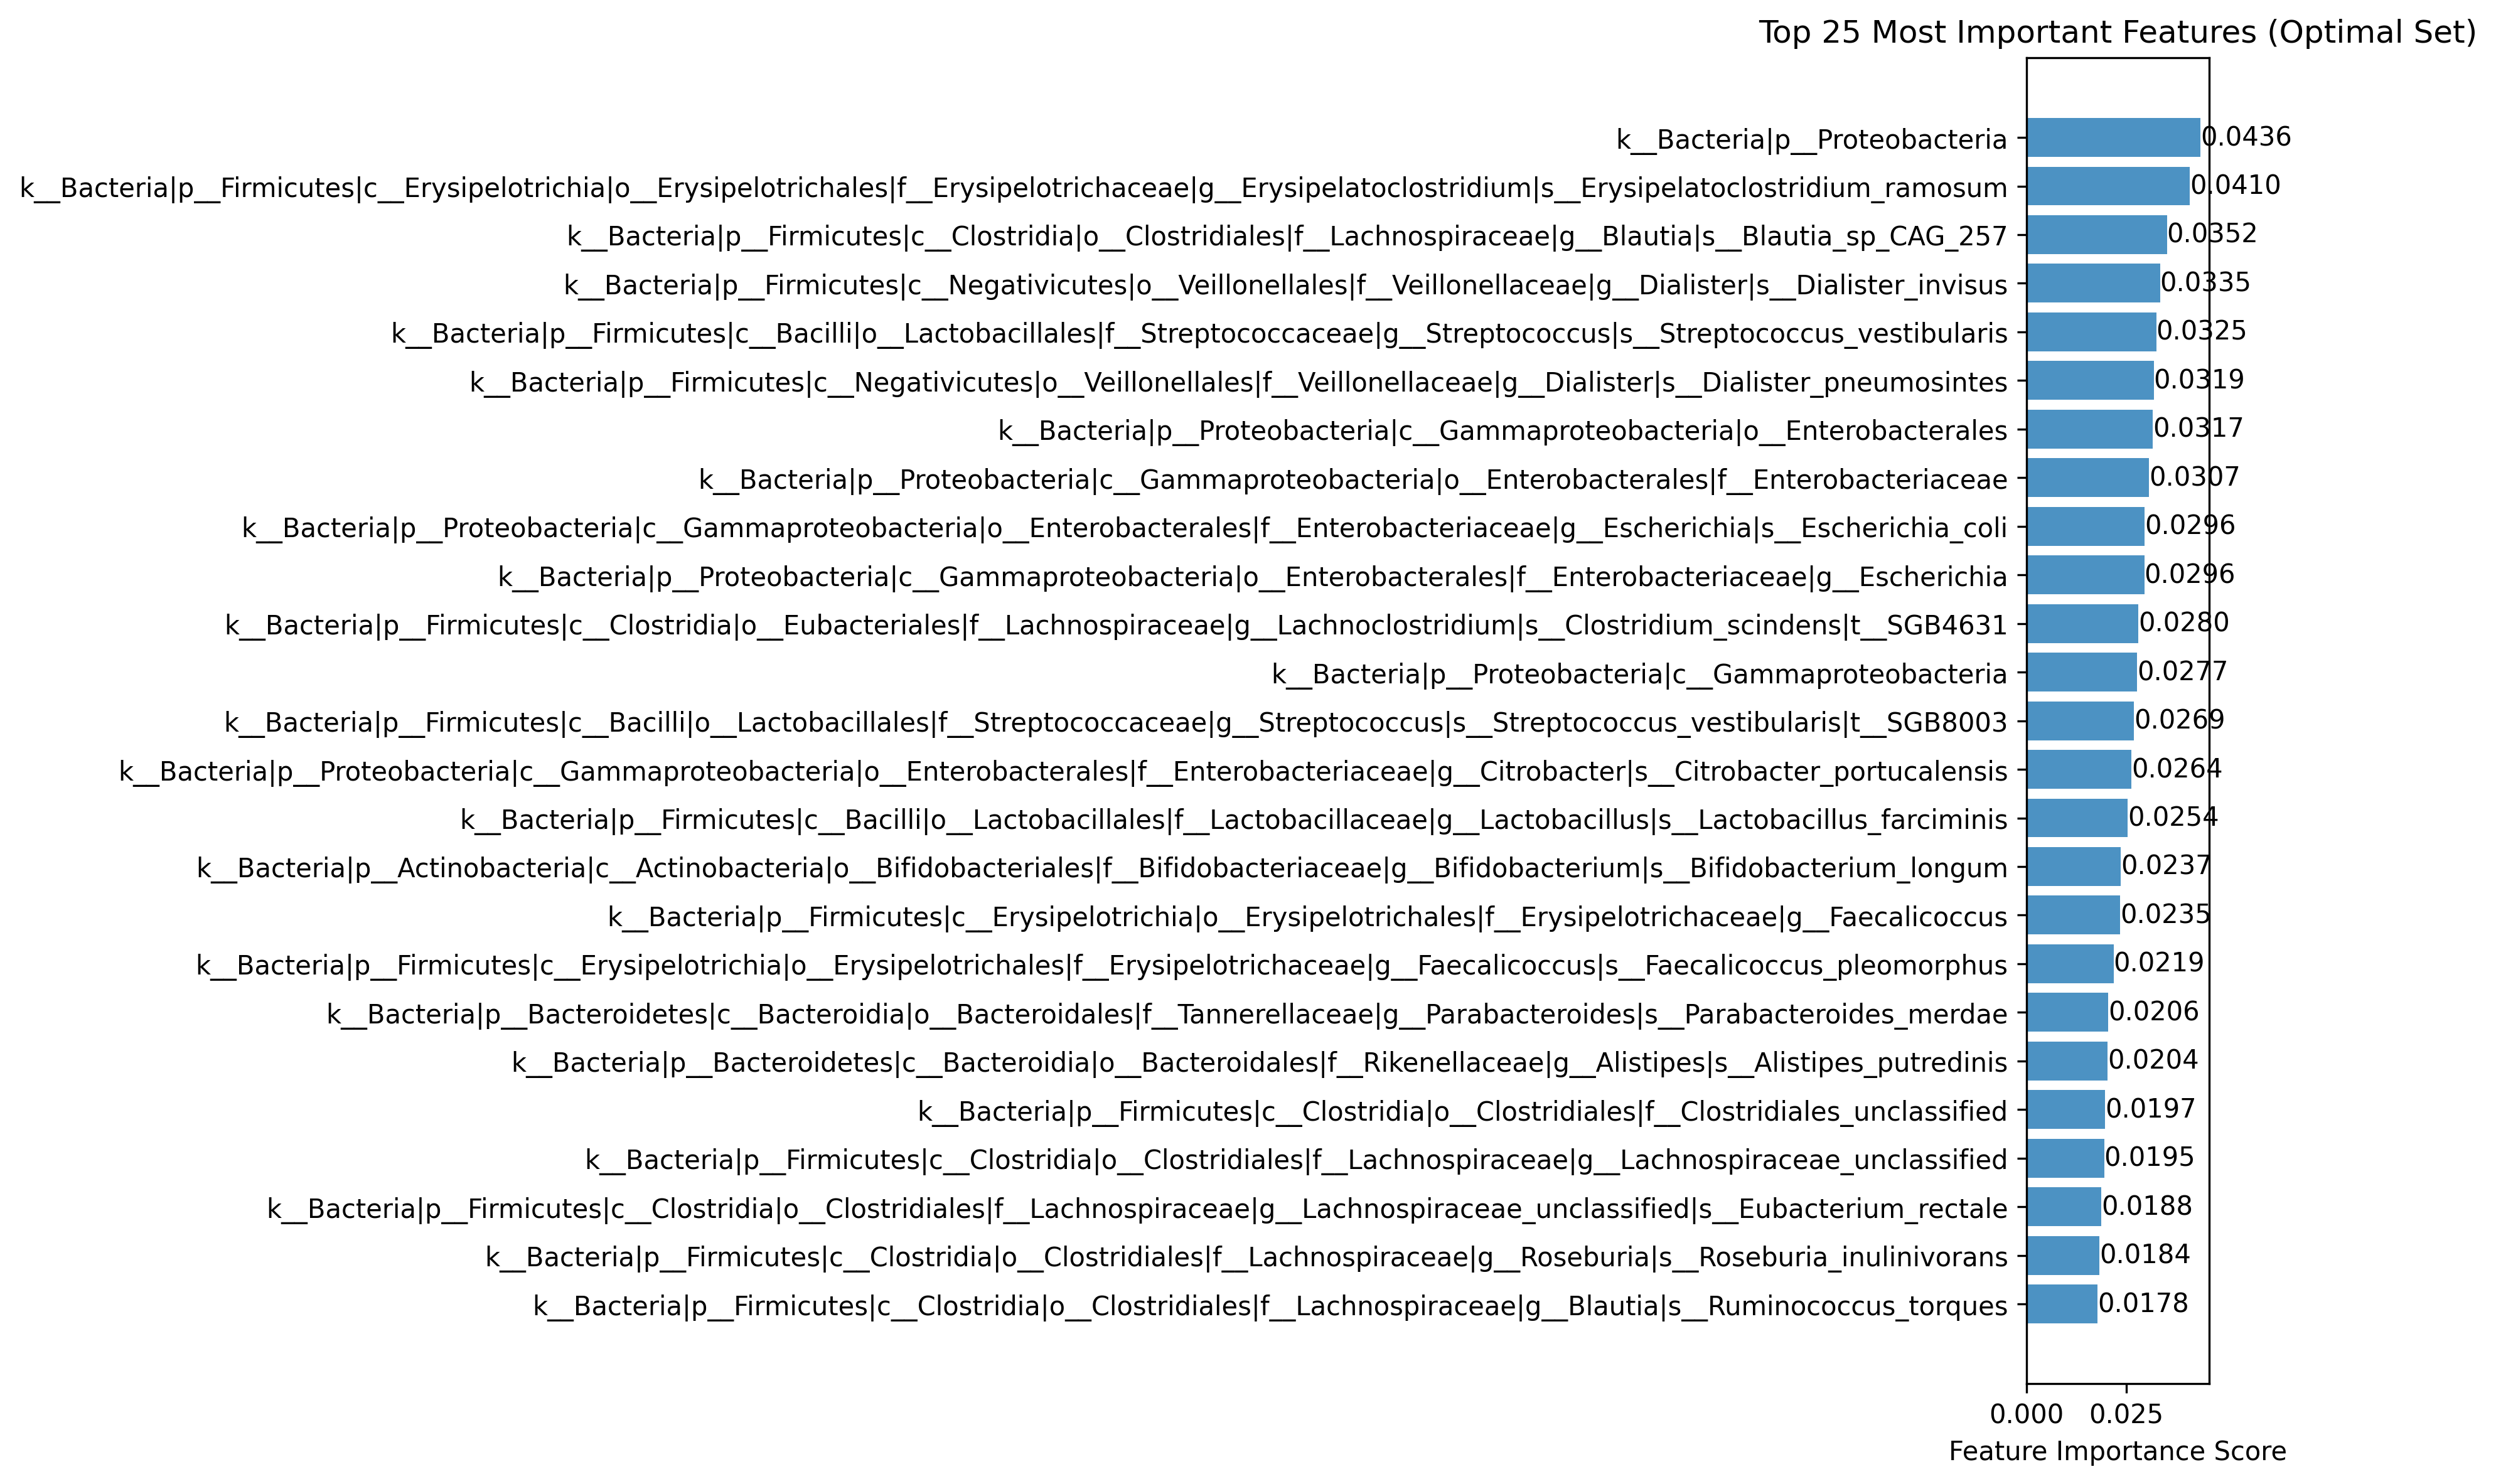 Top 25 Most Important Features (Optimal Set)
k__Bacteria|p__Proteobacteria 0.0436
k__Bacteria|p__Firmicutes|c__Erysipelotrichia|o__Erysipelotrichales|f__Erysipelotrichaceae|g__Erysipelatoclostridium|s__Erysipelatoclostridium_ramosum 0.0410
k__Bacteria|p__Firmicutes|c__Clostridia|o__Clostridiales|f__Lachnospiraceae|g__Blautia|s__Blautia_sp_CAG_257 0.0352
k__Bacteria|p__Firmicutes|c__Negativicutes|o__Veillonellales|f__Veillonellaceae|g__Dialister|s__Dialister_invisus 0.0335
k__Bacteria|p__Firmicutes|c__Bacilli|o__Lactobacillales|f__Streptococcaceae|g__Streptococcus|s__Streptococcus_vestibularis 0.0325
k__Bacteria|p__Firmicutes|c__Negativicutes|o__Veillonellales|f__Veillonellaceae|g__Dialister|s__Dialister_pneumosintes 0.0319
k__Bacteria|p__Proteobacteria|c__Gammaproteobacteria|o__Enterobacterales 0.0317
k__Bacteria|p__Proteobacteria|c__Gammaproteobacteria|o__Enterobacterales|f__Enterobacteriaceae 0.0307
k__Bacteria|p__Proteobacteria|c__Gammaproteobacteria|o__Enterobacterales|f__Enterobacteriaceae|g__Escherichia|s__Escherichia_coli 0.0296
k__Bacteria|p__Proteobacteria|c__Gammaproteobacteria|o__Enterobacterales|f__Enterobacteriaceae|g__Escherichia 0.0296
k__Bacteria|p__Firmicutes|c__Clostridia|o__Eubacteriales|f__Lachnospiraceae|g__Lachnoclostridium|s__Clostridium_scindens|t__SGB4631 0.0280
k__Bacteria|p__Proteobacteria|c__Gammaproteobacteria 0.0277
k__Bacteria|p__Firmicutes|c__Bacilli|o__Lactobacillales|f__Streptococcaceae|g__Streptococcus|s__Streptococcus_vestibularis|t__SGB8003 0.0269
k__Bacteria|p__Proteobacteria|c__Gammaproteobacteria|o__Enterobacterales|f__Enterobacteriaceae|g__Citrobacter|s__Citrobacter_portucalensis 0.0264
k__Bacteria|p__Firmicutes|c__Bacilli|o__Lactobacillales|f__Lactobacillaceae|g__Lactobacillus|s__Lactobacillus_farciminis 0.0254
k__Bacteria|p__Actinobacteria|c__Actinobacteria|o__Bifidobacteriales|f__Bifidobacteriaceae|g__Bifidobacterium|s__Bifidobacterium_longum 0.0237
k__Bacteria|p__Firmicutes|c__Erysipelotrichia|o__Erysipelotrichales|f__Erysipelotrichaceae|g__Faecalicoccus 0.0235
k__Bacteria|p__Firmicutes|c__Erysipelotrichia|o__Erysipelotrichales|f__Erysipelotrichaceae|g__Faecalicoccus|s__Faecalicoccus_pleomorphus 0.0219
k__Bacteria|p__Bacteroidetes|c__Bacteroidia|o__Bacteroidales|f__Tannerellaceae|g__Parabacteroides|s__Parabacteroides_merdae 0.0206
k__Bacteria|p__Bacteroidetes|c__Bacteroidia|o__Bacteroidales|f__Rikenellaceae|g__Alistipes|s__Alistipes_putredinis 0.0204
k__Bacteria|p__Firmicutes|c__Clostridia|o__Clostridiales|f__Clostridiales_unclassified 0.0197
k__Bacteria|p__Firmicutes|c__Clostridia|o__Clostridiales|f__Lachnospiraceae|g__Lachnospiraceae_unclassified 0.0195
k__Bacteria|p__Firmicutes|c__Clostridia|o__Clostridiales|f__Lachnospiraceae|g__Lachnospiraceae_unclassified|s__Eubacterium_rectale 0.0188
k__Bacteria|p__Firmicutes|c__Clostridia|o__Clostridiales|f__Lachnospiraceae|g__Roseburia|s__Roseburia_inulinivorans 0.0184
k__Bacteria|p__Firmicutes|c__Clostridia|o__Clostridiales|f__Lachnospiraceae|g__Blautia|s__Ruminococcus_torques 0.0178
0.000 0.025
Feature Importance Score